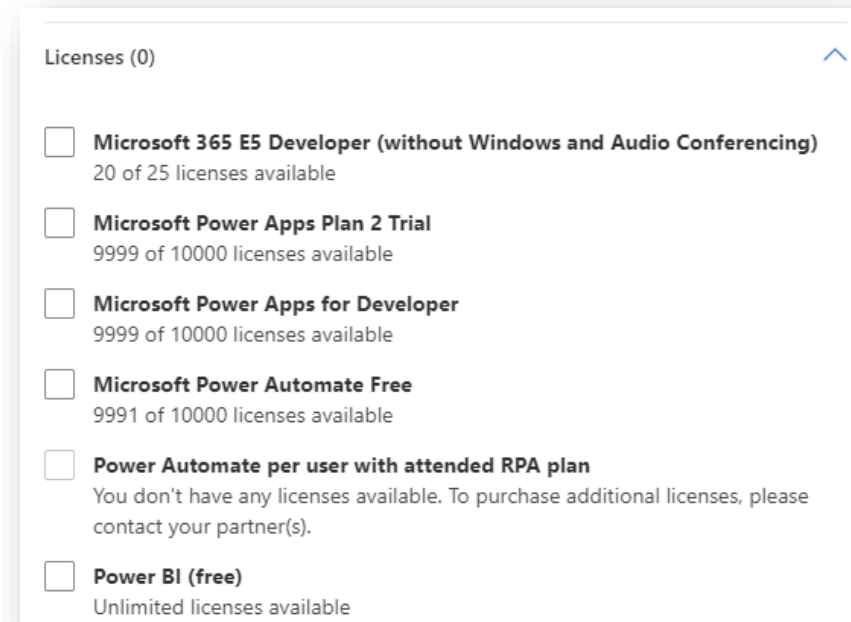 Licenses (0)
Microsoft 365 E5 Developer (without Windows and Audio Conferencing)
20 of 25 licenses available
Microsoft Power Apps Plan 2 Trial
9999 of 10000 licenses available
Microsoft Power Apps for Developer
9999 of 10000 licenses available
Microsoft Power Automate Free
9991 of 10000 licenses available
Power Automate per user with attended RPA plan
You don't have any licenses available. To purchase additional licenses, please
contact your partner(s).
Power BI (free)
Unlimited licenses available